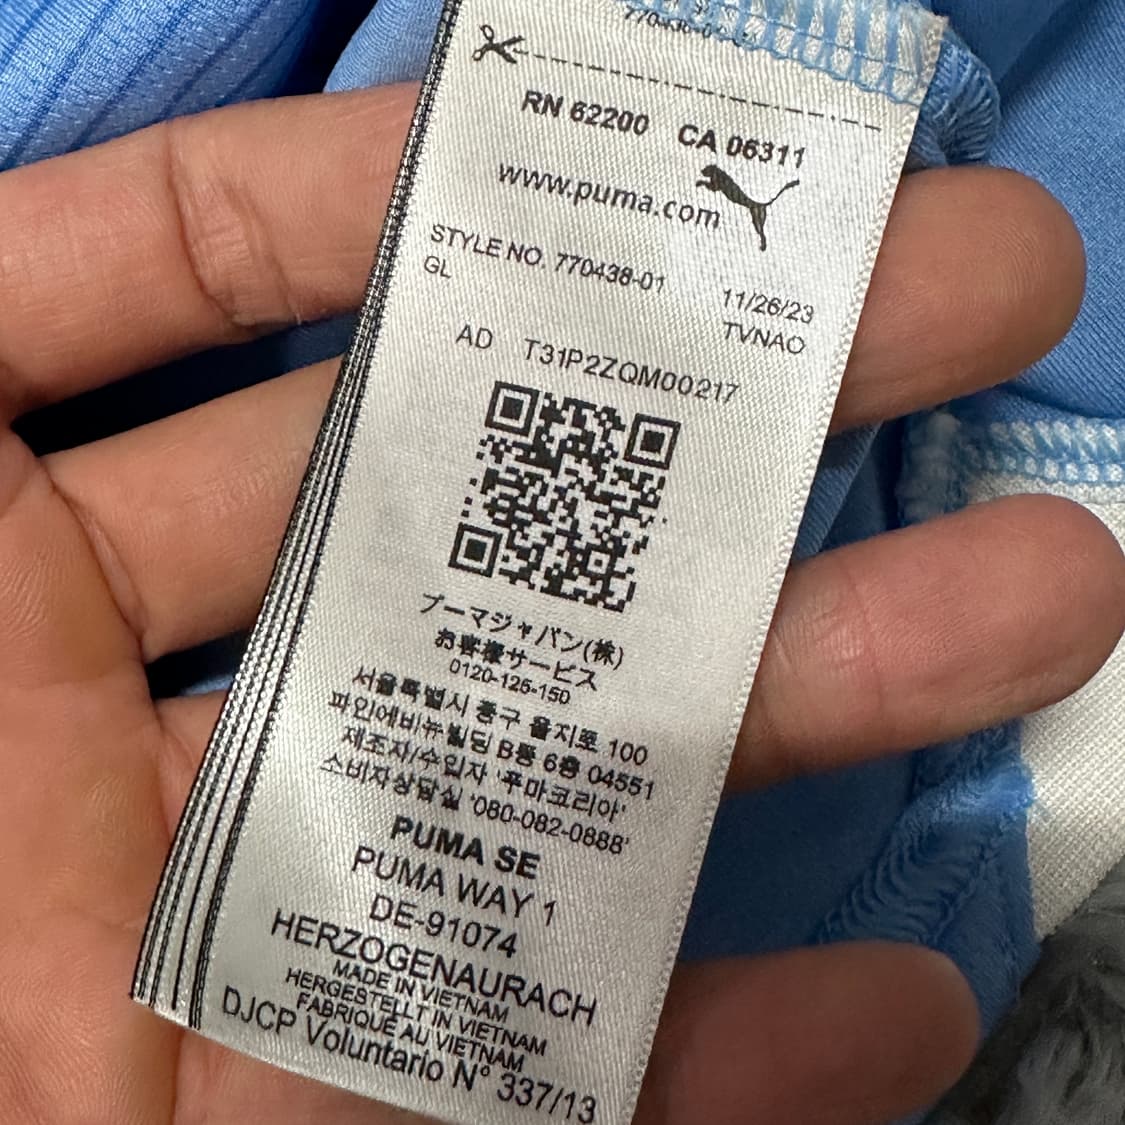 RN 62200 CA 06311
www.puma.com
STYLE NO. 770438-01 11/26/23
GL TVNAO
AD T31P2ZQM00217
プーマジャパン(株)
お客様サービス
0120-125-150
서울특별시 중구 을지로 100
파인에비뉴빌딩 B동 6층 04551
제조자/수입자 '푸마코리아'
소비자상담실 '080-082-0888'
PUMA SE
PUMA WAY 1
DE-91074
HERZOGENAURACH
MADE IN VIETNAM
HERGESTELLT IN VIETNAM
FABRIQUÉ AU VIETNAM
DJCP Voluntario N° 337/13